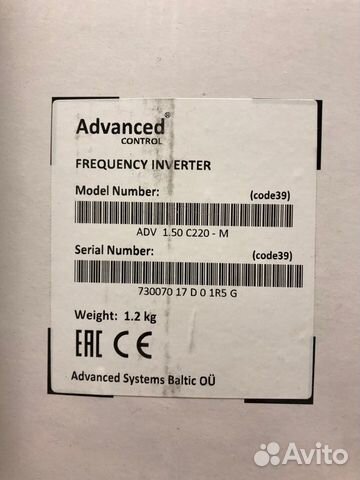 Advanced®
CONTROL
FREQUENCY INVERTER
Model Number: (code39)
ADV 1.50 C220 - M
Serial Number: (code39)
730070 17 D 0 1R5 G
Weight: 1.2 kg
EAC CE
Advanced Systems Baltic OÜ
Avito